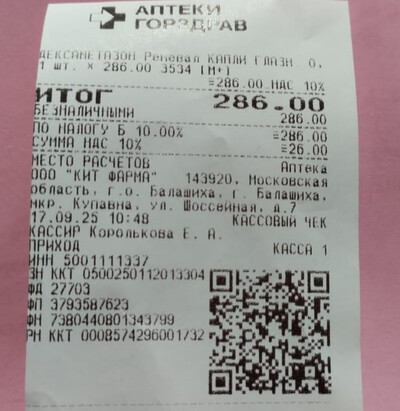 АПТЕКИ
ГОРЗДРАВ
ДЕКСАМЕТАЗОН Реневал КАПЛИ ГЛАЗН 0.
1 шт. × 286.00 3534 [М+]
=286.00 НДС 10%
ИТОГ 286.00
БЕЗНАЛИЧНЫМИ 286.00
ПО НАЛОГУ Б 10.00% =286.00
СУММА НДС 10% =26.00
МЕСТО РАСЧЕТОВ Аптека
ООО "КИТ ФАРМА" 143920, Московская
область, г.о. Балашиха, г. Балашиха,
мкр. Купавна, ул. Шоссейная, д.7
17.09.25 10:48 КАССОВЫЙ ЧЕК
КАССИР Королькова Е. А.
ПРИХОД КАССА 1
ИНН 5001111337
ЗН ККТ 0500250112013304
ФД 27703
ФП 3793587623
ФН 7380440801343799
РН ККТ 0008574296001732